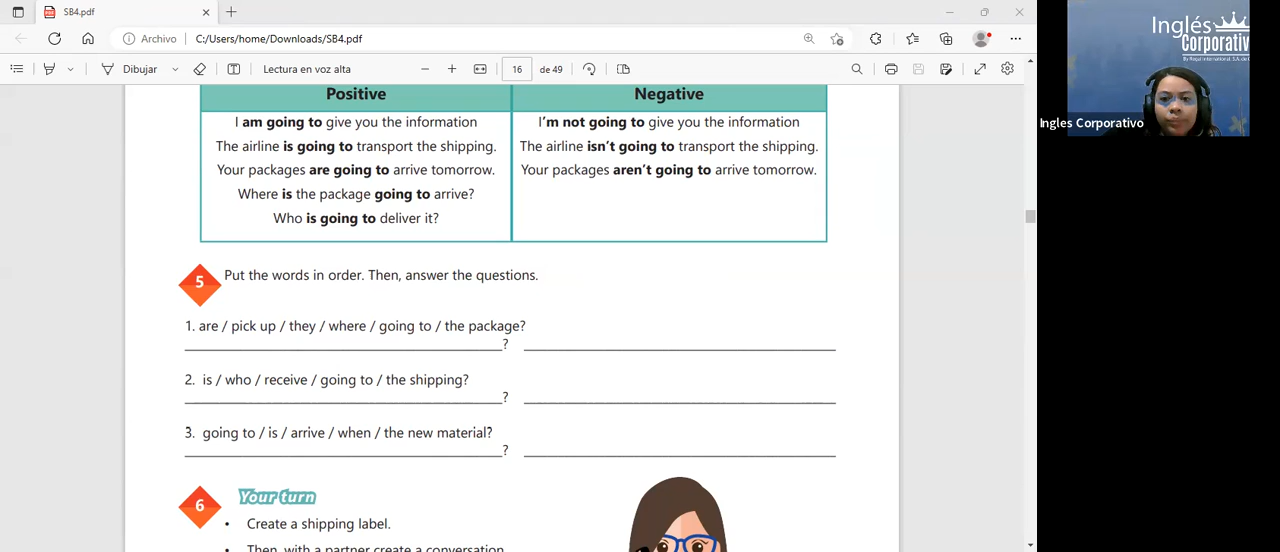 SB4.pdf
Archivo
C:/Users/home/Downloads/SB4.pdf
Dibujar
Lectura en voz alta
16
de 49
Positive
Negative
I am going to give you the information
I'm not going to give you the information
The airline is going to transport the shipping.
The airline isn't going to transport the shipping.
Your packages are going to arrive tomorrow.
Your packages aren't going to arrive tomorrow.
Where is the package going to arrive?
Who is going to deliver it?
5
Put the words in order. Then, answer the questions.
1. are / pick up / they / where / going to / the package?
?
2. is / who / receive / going to / the shipping?
?
3. going to / is / arrive / when / the new material?
?
6
Your turn
• Create a shipping label.
• Then, with a partner create a conversation
Inglés
Corporativ
Ingles Corporativo